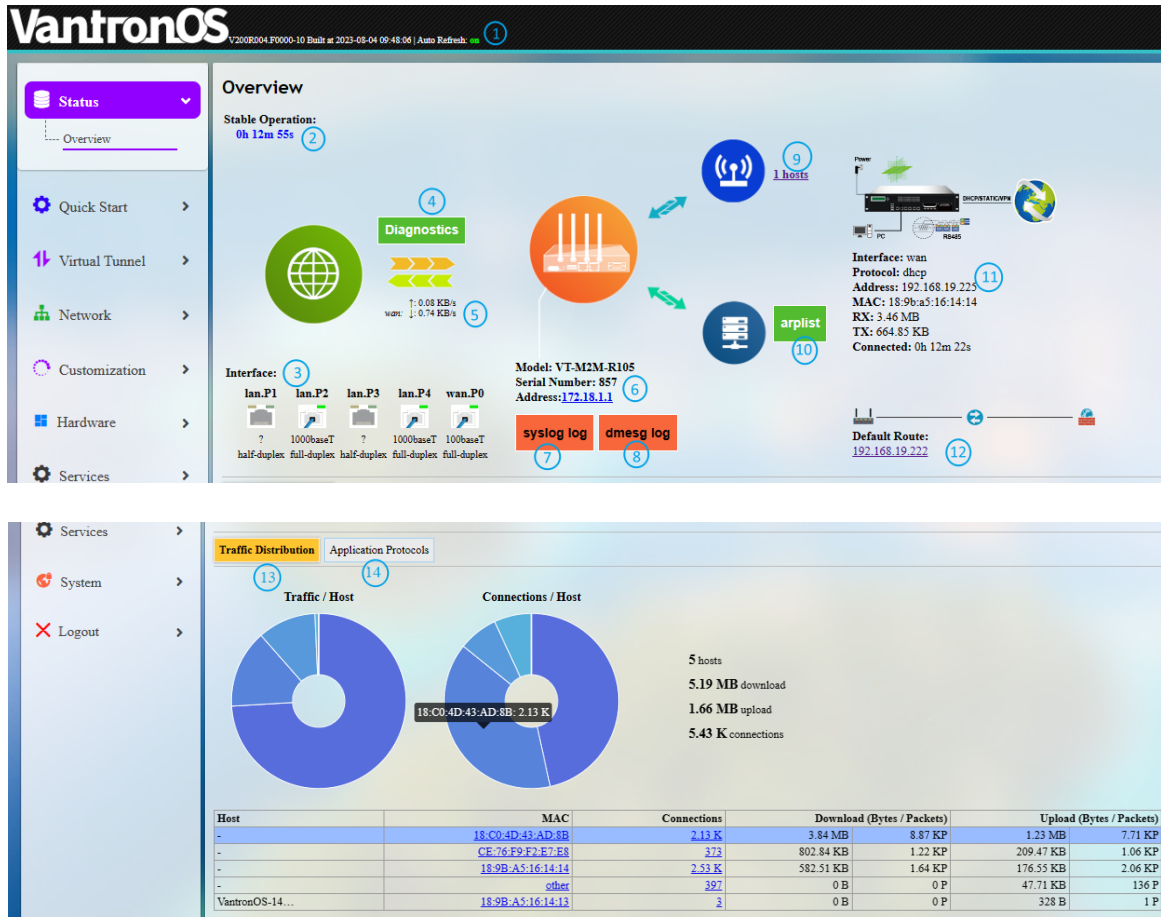 VantronOS V200R004.F0000-10 Built at 2023-08-04 09:48:06 | Auto Refresh: on 1
Status
Overview
Quick Start
Virtual Tunnel
Network
Customization
Hardware
Services
Overview
Stable Operation:
0h 12m 55s 2
4
Diagnostics
↑: 0.08 KB/s
wan: ↓: 0.74 KB/s 5
Interface: 3
lan.P1 lan.P2 lan.P3 lan.P4 wan.P0
? 1000baseT ? 1000baseT 100baseT
half-duplex full-duplex half-duplex full-duplex full-duplex
Model: VT-M2M-R105
Serial Number: 857 6
Address:172.18.1.1
syslog log dmesg log
7 8
9
1 hosts
arplist
10
Power
DHCP/STATIC/VPN
PC RS485
Interface: wan
Protocol: dhcp
Address: 192.168.19.225 11
MAC: 18:9b:a5:16:14:14
RX: 3.46 MB
TX: 664.85 KB
Connected: 0h 12m 22s
Default Route:
192.168.19.222 12
Services
System
Logout
Traffic Distribution Application Protocols
13 14
Traffic / Host Connections / Host
18:C0:4D:43:AD:8B: 2.13 K
5 hosts
5.19 MB download
1.66 MB upload
5.43 K connections
Host MAC Connections Download (Bytes / Packets) Upload (Bytes / Packets)
- 18:C0:4D:43:AD:8B 2.13 K 3.84 MB 8.87 KP 1.23 MB 7.71 KP
- CE:76:F9:F2:E7:E8 373 802.84 KB 1.22 KP 209.47 KB 1.06 KP
- 18:9B:A5:16:14:14 2.53 K 582.51 KB 1.64 KP 176.55 KB 2.06 KP
- other 397 0 B 0 P 47.71 KB 136 P
VantronOS-14... 18:9B:A5:16:14:13 3 0 B 0 P 328 B 1 P